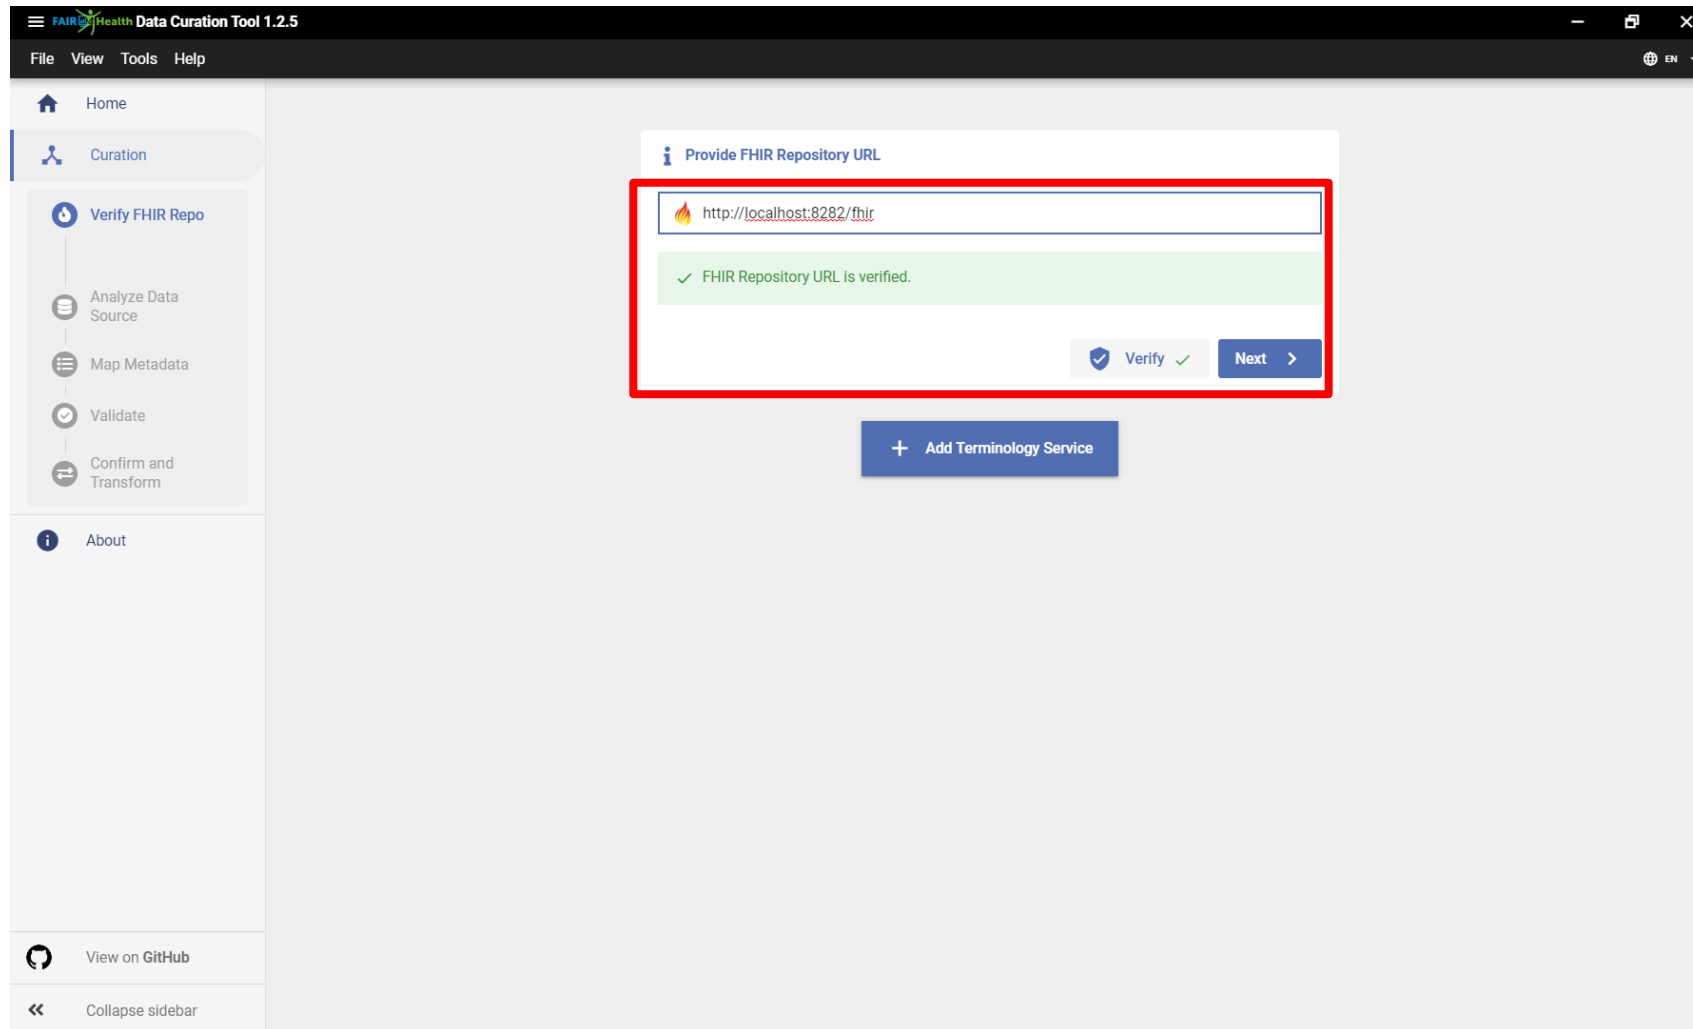 FAIR4Health Data Curation Tool 1.2.5
File View Tools Help
EN
Home
Curation
Verify FHIR Repo
Analyze Data
Source
Map Metadata
Validate
Confirm and
Transform
About
View on GitHub
Collapse sidebar
Provide FHIR Repository URL
http://localhost:8282/fhir
FHIR Repository URL is verified.
Verify
Next
Add Terminology Service